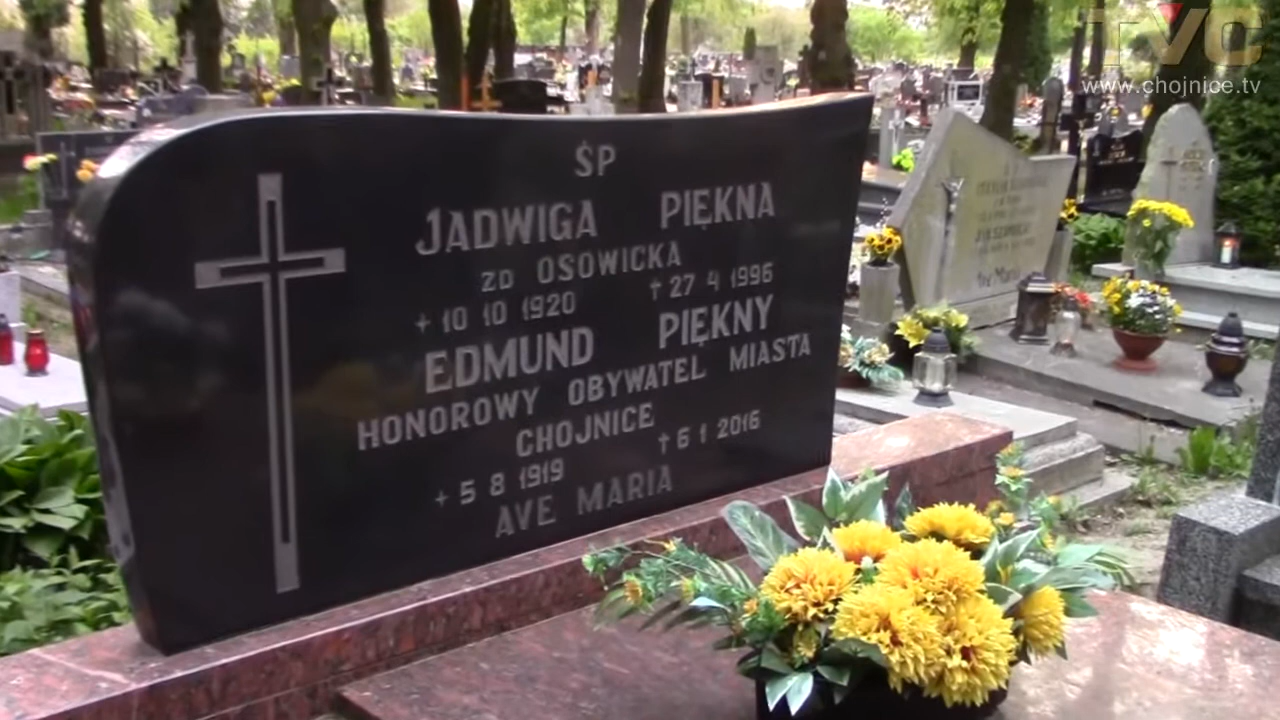 TVC
www.chojnice.tv
ŚP
JADWIGA PIĘKNA
ZD OSOWICKA
+ 10 10 1920 † 27 4 1996
EDMUND PIĘKNY
HONOROWY OBYWATEL MIASTA
CHOJNICE
+ 5 8 1919 † 6 1 2016
AVE MARIA